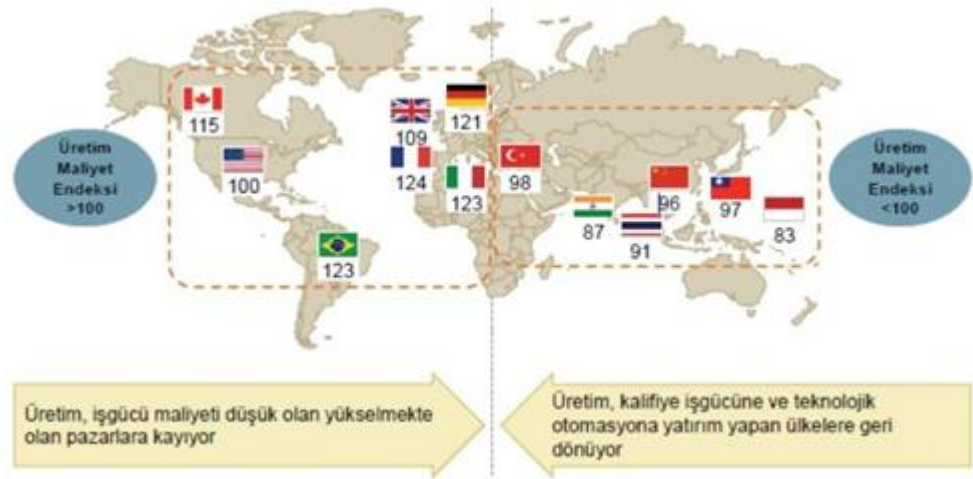 Üretim
Maliyet
Endeksi
>100
115
100
123
109
124
121
123
98
87
91
96
97
83
Üretim
Maliyet
Endeksi
<100
Üretim, işgücü maliyeti düşük olan yükselmekte
olan pazarlara kayıyor
Üretim, kalifiye işgücüne ve teknolojik
otomasyona yatırım yapan ülkelere geri
dönüyor